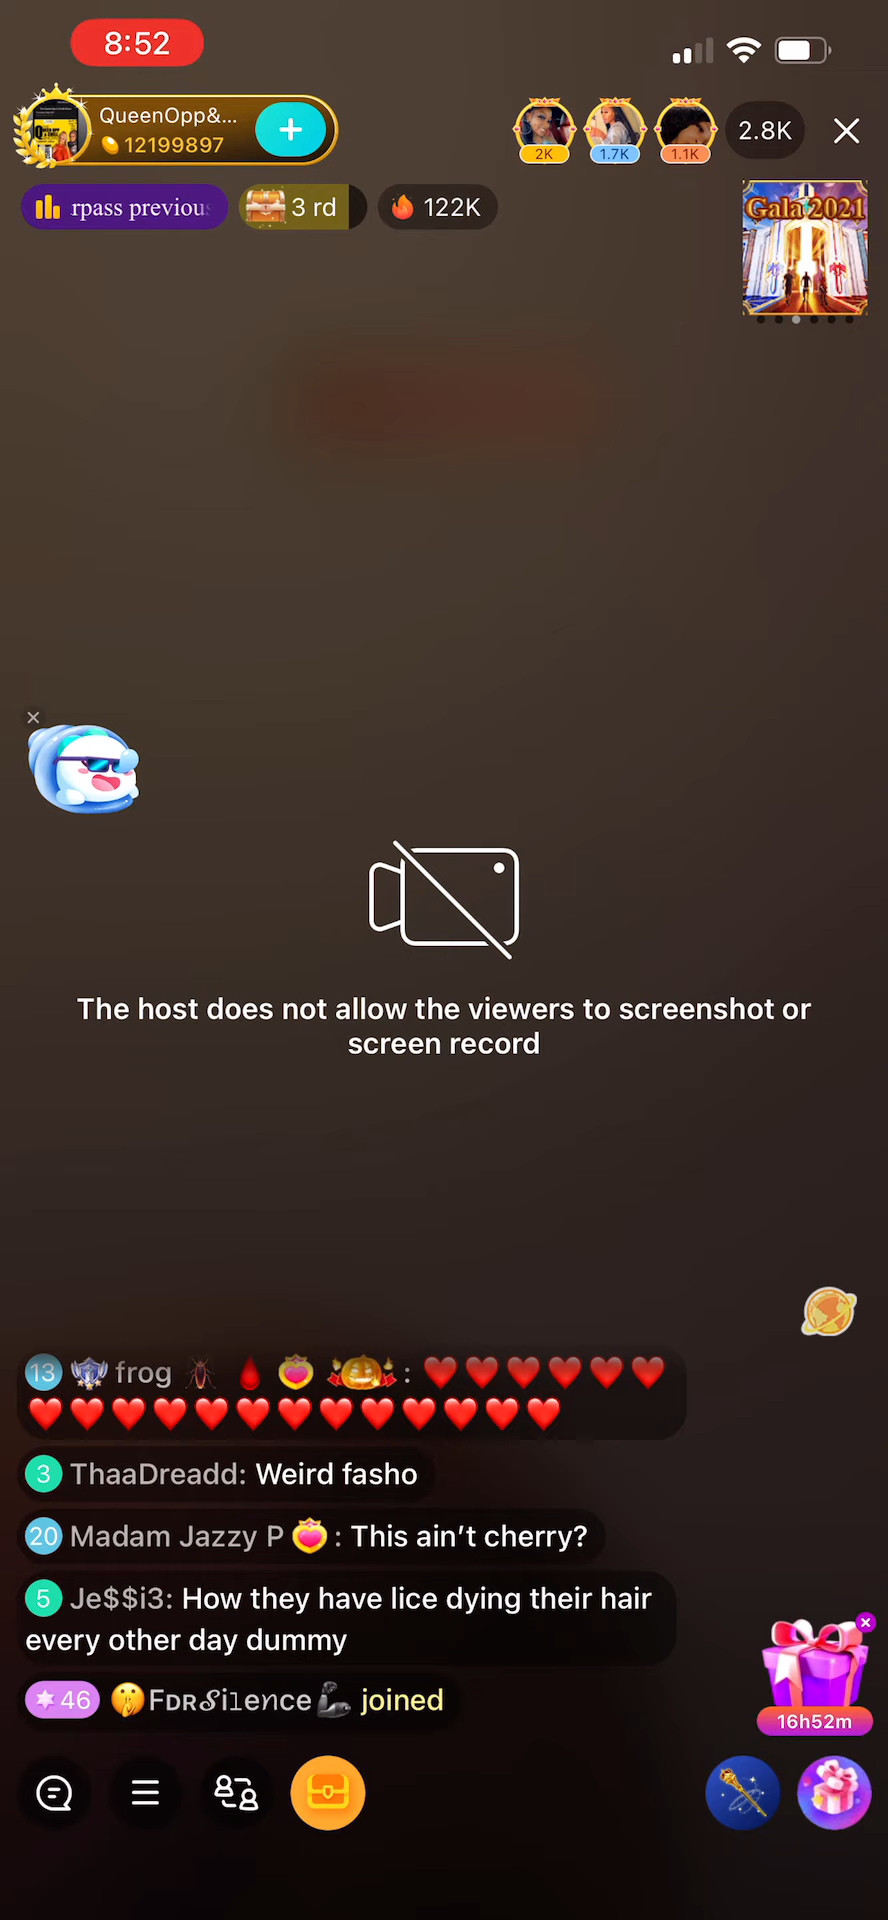 8:52
QueenOpp&...
12199897
2K
1.7K
1.1K
2.8K
rpass previous
3 rd
122K
Gala 2021
The host does not allow the viewers to screenshot or
screen record
13 frog : 
3 ThaaDreadd: Weird fasho
20 Madam Jazzy P : This ain't cherry?
5 Je$$i3: How they have lice dying their hair
every other day dummy
46 FDRSilence joined
16h52m